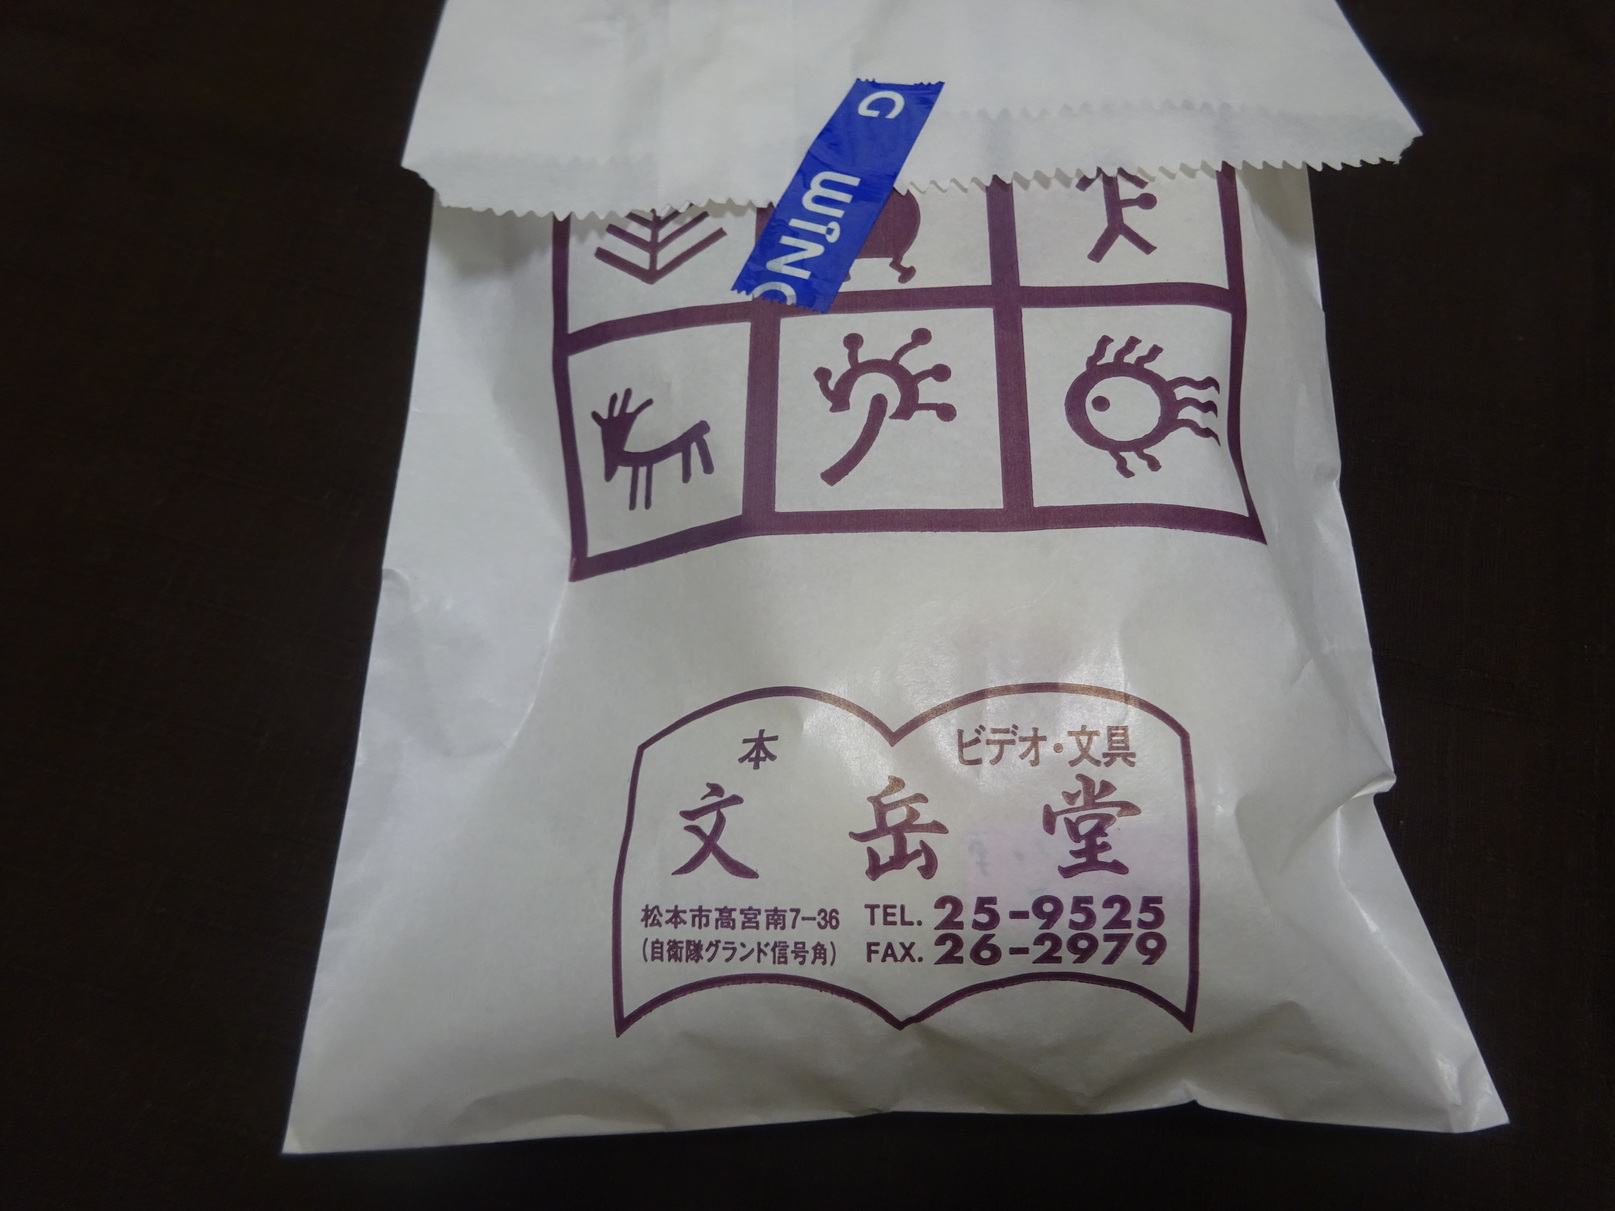 C WiNG
本 ビデオ・文具
文岳堂
松本市高宮南7-36 TEL. 25-9525
(自衛隊グランド信号角) FAX. 26-2979